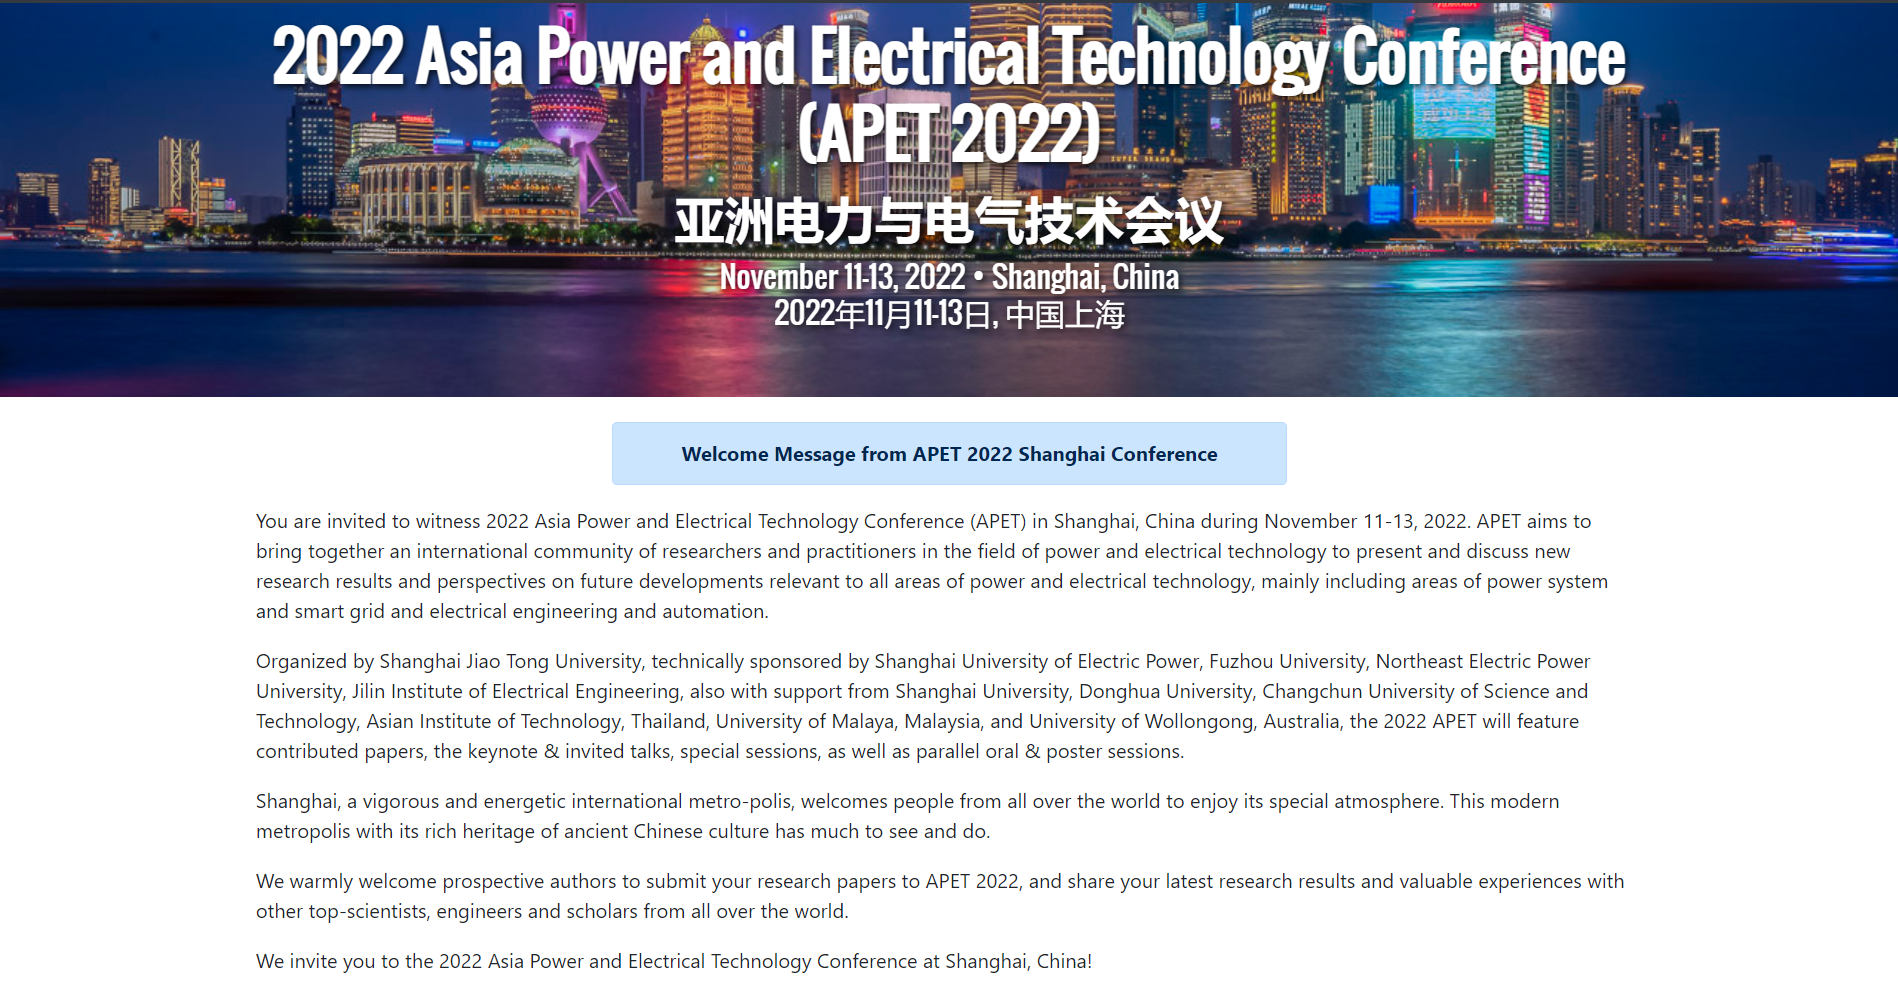 2022 Asia Power and Electrical Technology Conference
(APET 2022)
亚洲电力与电气技术会议
November 11-13, 2022 • Shanghai, China
2022年11月11-13日, 中国上海
Welcome Message from APET 2022 Shanghai Conference
You are invited to witness 2022 Asia Power and Electrical Technology Conference (APET) in Shanghai, China during November 11-13, 2022. APET aims to
bring together an international community of researchers and practitioners in the field of power and electrical technology to present and discuss new
research results and perspectives on future developments relevant to all areas of power and electrical technology, mainly including areas of power system
and smart grid and electrical engineering and automation.
Organized by Shanghai Jiao Tong University, technically sponsored by Shanghai University of Electric Power, Fuzhou University, Northeast Electric Power
University, Jilin Institute of Electrical Engineering, also with support from Shanghai University, Donghua University, Changchun University of Science and
Technology, Asian Institute of Technology, Thailand, University of Malaya, Malaysia, and University of Wollongong, Australia, the 2022 APET will feature
contributed papers, the keynote & invited talks, special sessions, as well as parallel oral & poster sessions.
Shanghai, a vigorous and energetic international metro-polis, welcomes people from all over the world to enjoy its special atmosphere. This modern
metropolis with its rich heritage of ancient Chinese culture has much to see and do.
We warmly welcome prospective authors to submit your research papers to APET 2022, and share your latest research results and valuable experiences with
other top-scientists, engineers and scholars from all over the world.
We invite you to the 2022 Asia Power and Electrical Technology Conference at Shanghai, China!